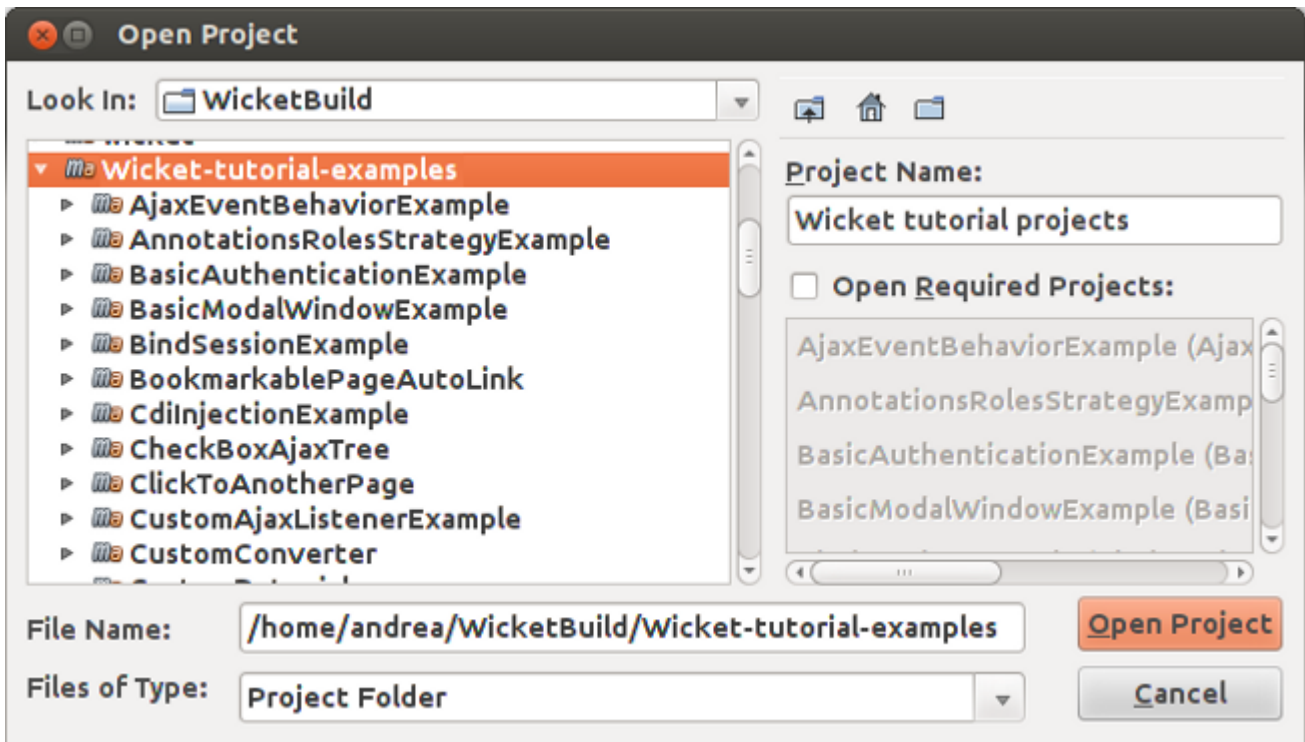 Open Project
Look In: WicketBuild
wicket
Wicket-tutorial-examples
AjaxEventBehaviorExample
AnnotationsRolesStrategyExample
BasicAuthenticationExample
BasicModalWindowExample
BindSessionExample
BookmarkablePageAutoLink
CdiInjectionExample
CheckBoxAjaxTree
ClickToAnotherPage
CustomAjaxListenerExample
CustomConverter
Project Name:
Wicket tutorial projects
Open Required Projects:
AjaxEventBehaviorExample (Ajax
AnnotationsRolesStrategyExamp
BasicAuthenticationExample (Bas
BasicModalWindowExample (Basi
File Name: /home/andrea/WicketBuild/Wicket-tutorial-examples
Open Project
Files of Type: Project Folder
Cancel